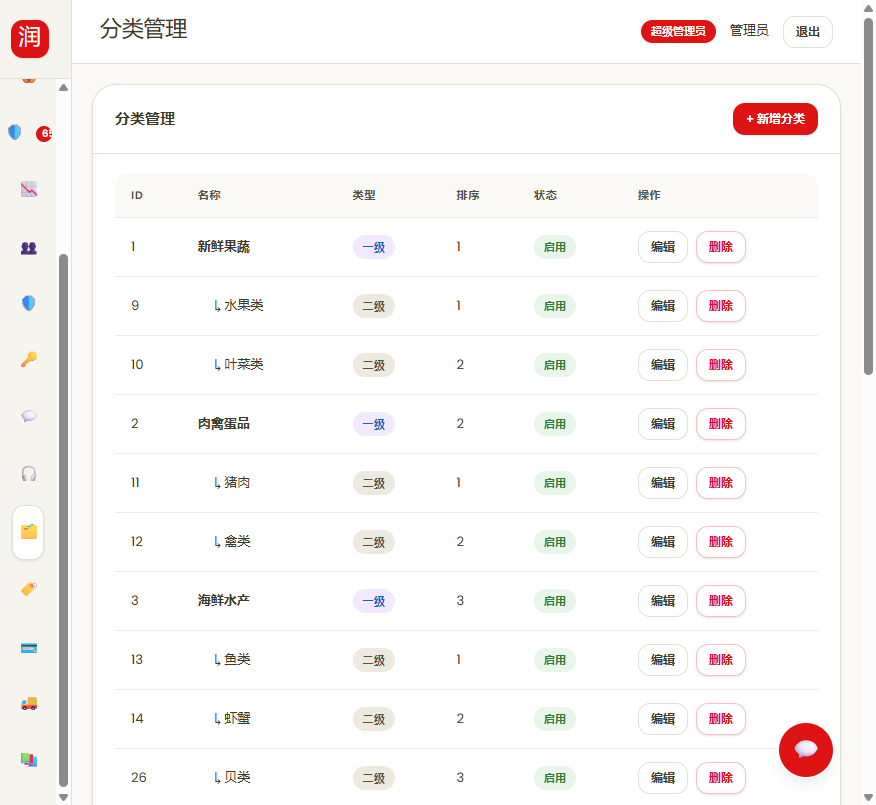 润
分类管理
超级管理员 管理员 退出
分类管理
+ 新增分类
ID 名称 类型 排序 状态 操作
1 新鲜果蔬 一级 1 启用 编辑 删除
9 ↳ 水果类 二级 1 启用 编辑 删除
10 ↳ 叶菜类 二级 2 启用 编辑 删除
2 肉禽蛋品 一级 2 启用 编辑 删除
11 ↳ 猪肉 二级 1 启用 编辑 删除
12 ↳ 禽类 二级 2 启用 编辑 删除
3 海鲜水产 一级 3 启用 编辑 删除
13 ↳ 鱼类 二级 1 启用 编辑 删除
14 ↳ 虾蟹 二级 2 启用 编辑 删除
26 ↳ 贝类 二级 3 启用 编辑 删除